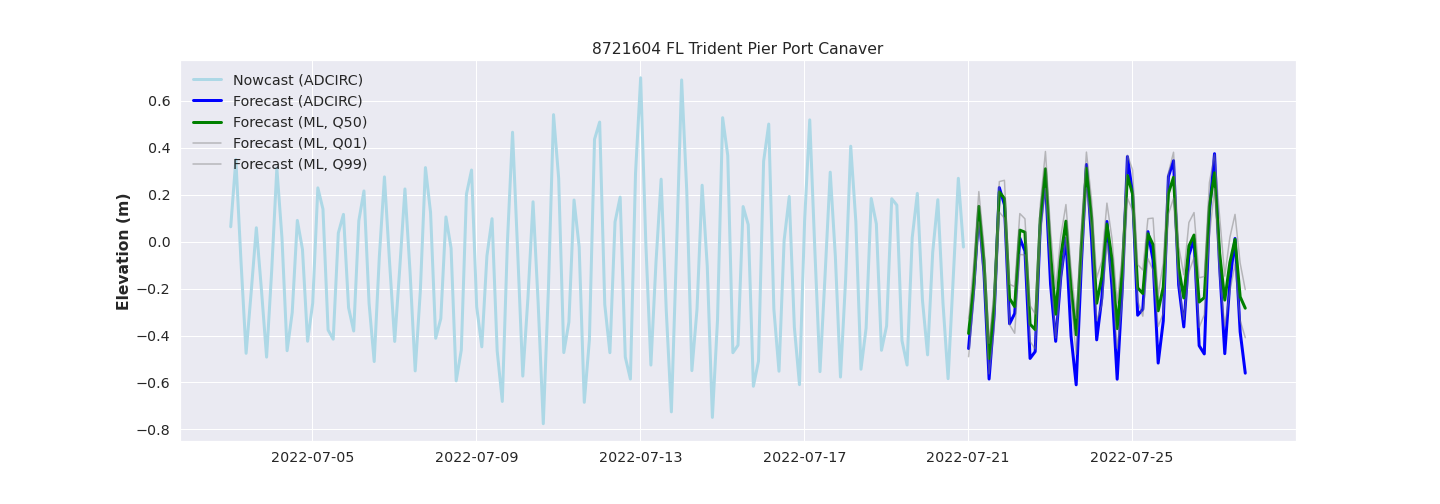 8721604 FL Trident Pier Port Canaver
Nowcast (ADCIRC)
Forecast (ADCIRC)
Forecast (ML, Q50)
Forecast (ML, Q01)
Forecast (ML, Q99)
Elevation (m)
0.6
0.4
0.2
0.0
−0.2
−0.4
−0.6
−0.8
2022-07-05
2022-07-09
2022-07-13
2022-07-17
2022-07-21
2022-07-25